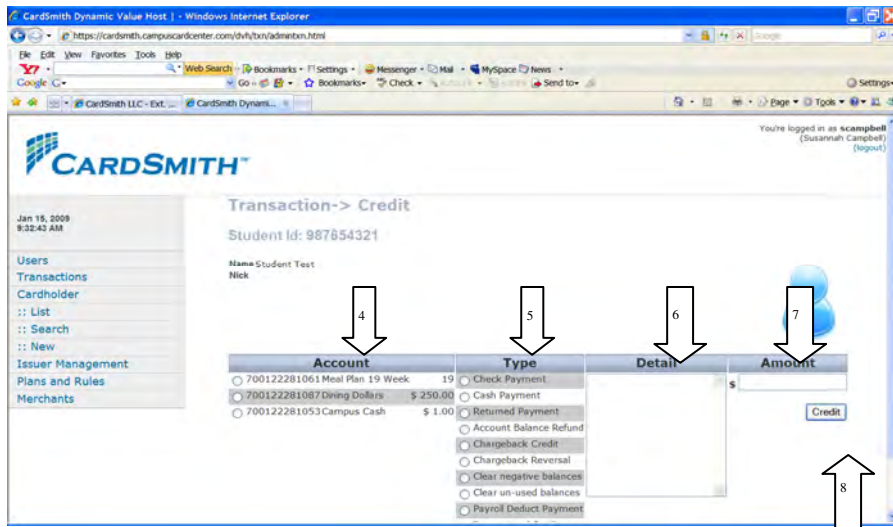 CardSmith Dynamic Value Host | - Windows Internet Explorer
https://cardsmith.campuscardcenter.com/dvh/txn/admintxn.html
Google
File Edit View Favorites Tools Help
Y7 Web Search Bookmarks Settings Messenger Mail MySpace News
Google G Go Bookmarks Check Send to Settings
CardSmith LLC - Ext. ... CardSmith Dynami... Page Tools
You're logged in as scampbell
(Susannah Campbell)
(logout)
CARDSMITH™
Jan 15, 2009
9:32:43 AM
Users
Transactions
Cardholder
:: List
:: Search
:: New
Issuer Management
Plans and Rules
Merchants
Transaction-> Credit
Student Id: 987654321
Name Student Test
Nick
4 5 6 7
Account Type Detail Amount
700122281061 Meal Plan 19 Week 19 Check Payment
700122281087 Dining Dollars $ 250.00 Cash Payment
700122281053 Campus Cash $ 1.00 Returned Payment
Account Balance Refund
Chargeback Credit
Chargeback Reversal
Clear negative balances
Clear un-used balances
Payroll Deduct Payment
$
Credit
8